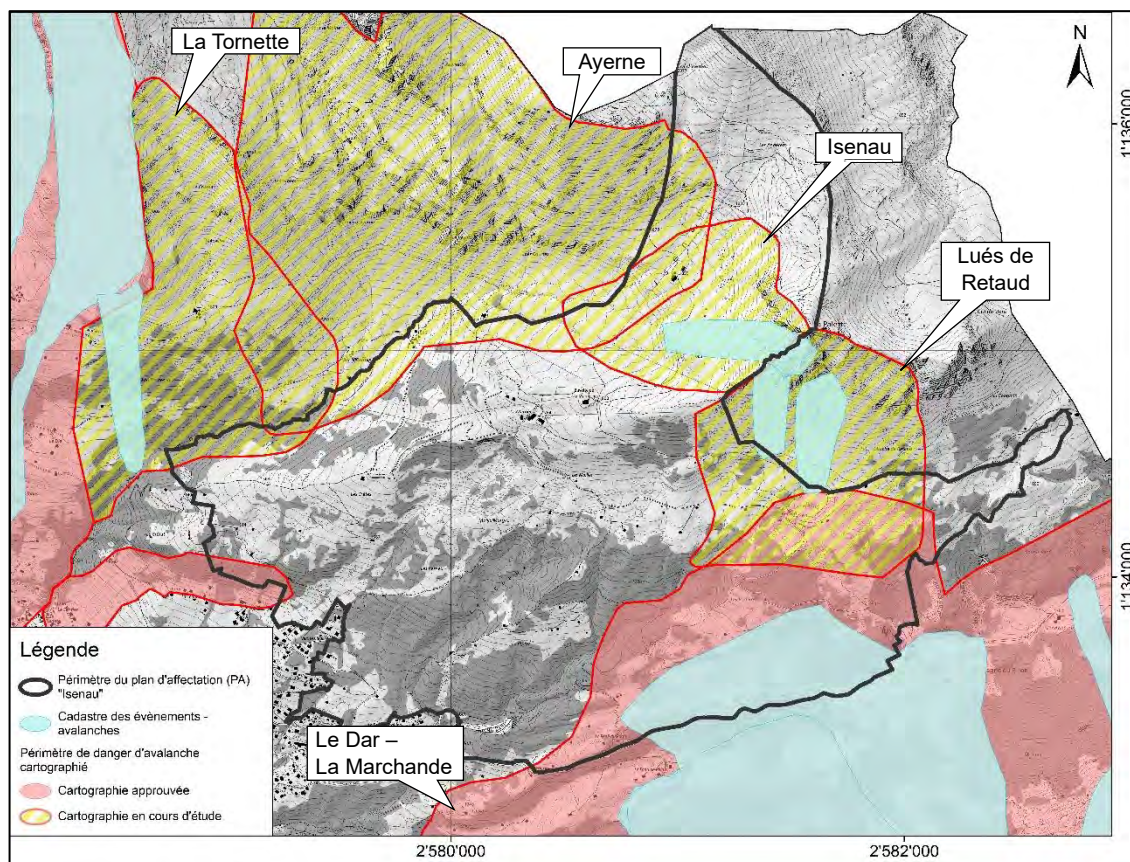 La Tornette
Ayerne
N
Isenau
1'136'000
Lués de
Retaud
1'134'000
Légende
Périmètre du plan d'affectation (PA)
"Isenau"
Cadastre des évènements -
avalanches
Périmètre de danger d'avalanche
cartographié
Cartographie approuvée
Cartographie en cours d'étude
Le Dar –
La Marchande
2'580'000
2'582'000